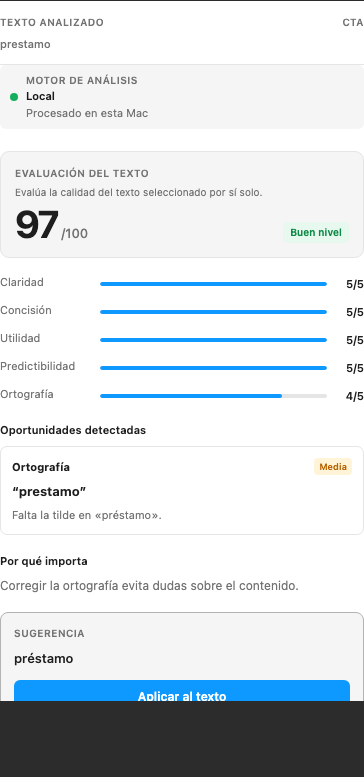 TEXTO ANALIZADO CTA
prestamo
MOTOR DE ANÁLISIS
Local
Procesado en esta Mac
EVALUACIÓN DEL TEXTO
Evalúa la calidad del texto seleccionado por sí solo.
97/100 Buen nivel
Claridad 5/5
Concisión 5/5
Utilidad 5/5
Predictibilidad 5/5
Ortografía 4/5
Oportunidades detectadas
Ortografía Media
“prestamo”
Falta la tilde en «préstamo».
Por qué importa
Corregir la ortografía evita dudas sobre el contenido.
SUGERENCIA
préstamo
Aplicar al texto